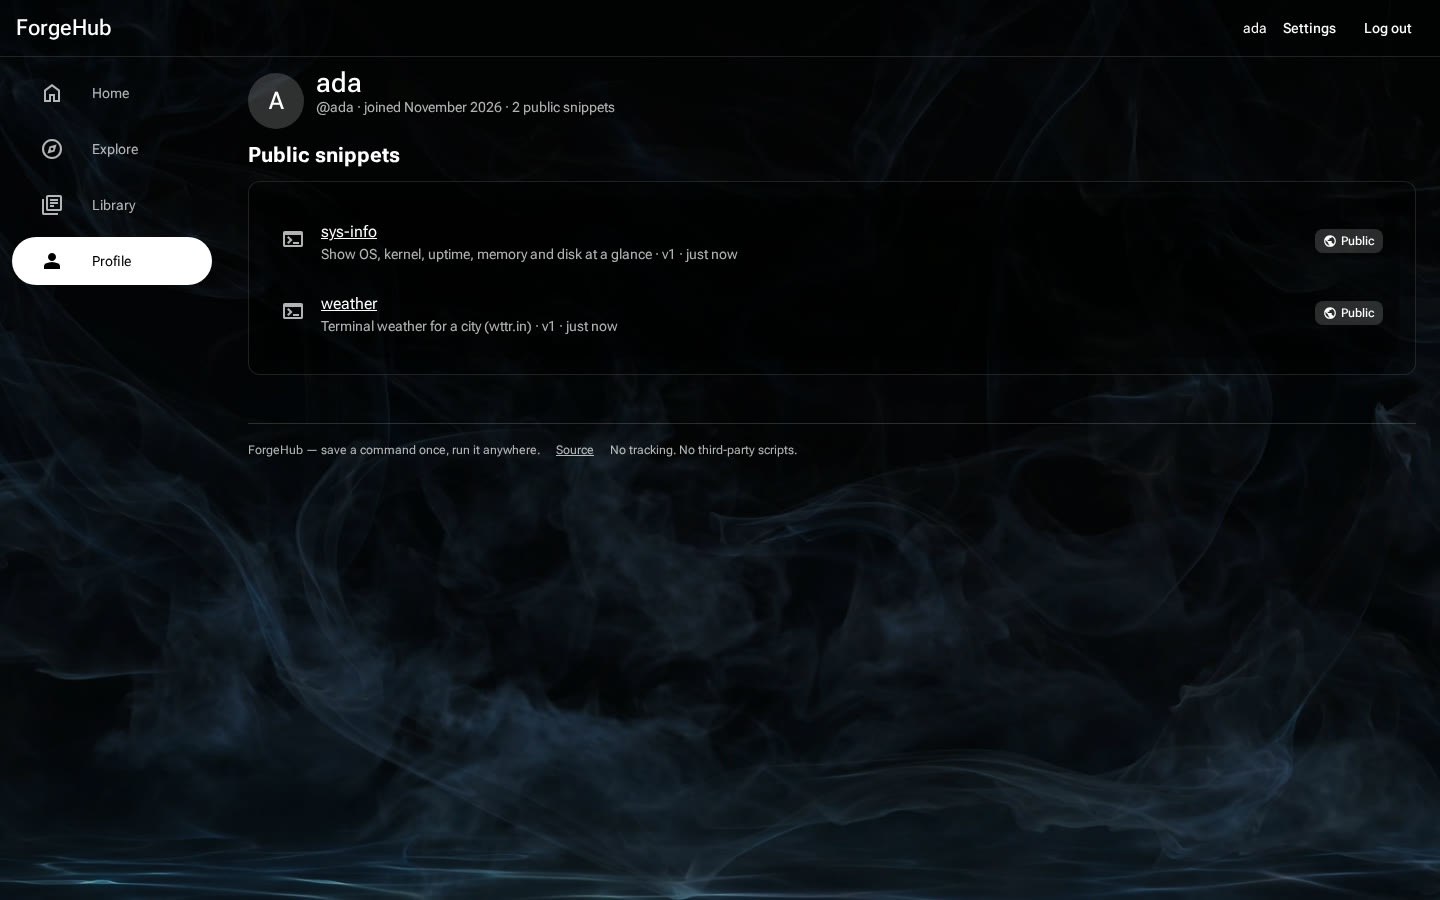 ForgeHub
ada Settings Log out
Home
Explore
Library
Profile
A
ada
@ada · joined November 2026 · 2 public snippets
Public snippets
sys-info
Show OS, kernel, uptime, memory and disk at a glance · v1 · just now
Public
weather
Terminal weather for a city (wttr.in) · v1 · just now
Public
ForgeHub — save a command once, run it anywhere. Source No tracking. No third-party scripts.